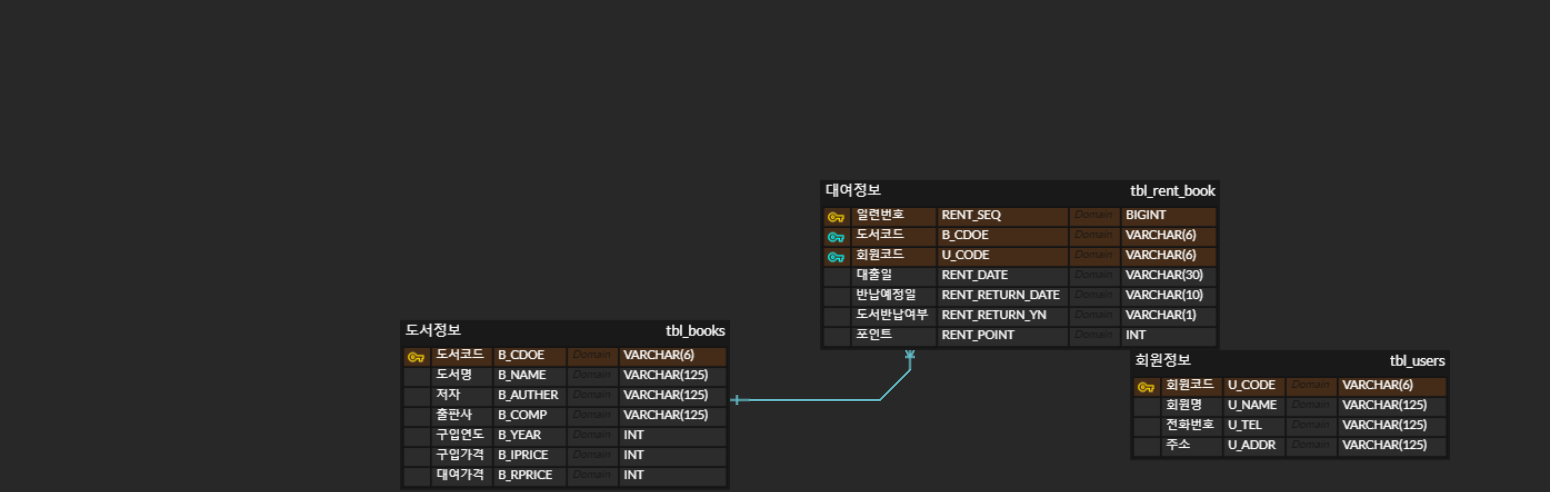 대여정보 tbl_rent_book
일련번호 RENT_SEQ Domain BIGINT
도서코드 B_CDOE Domain VARCHAR(6)
회원코드 U_CODE Domain VARCHAR(6)
대출일 RENT_DATE Domain VARCHAR(30)
반납예정일 RENT_RETURN_DATE Domain VARCHAR(10)
도서반납여부 RENT_RETURN_YN Domain VARCHAR(1)
포인트 RENT_POINT Domain INT
도서정보 tbl_books
도서코드 B_CDOE Domain VARCHAR(6)
도서명 B_NAME Domain VARCHAR(125)
저자 B_AUTHER Domain VARCHAR(125)
출판사 B_COMP Domain VARCHAR(125)
구입연도 B_YEAR Domain INT
구입가격 B_IPRICE Domain INT
대여가격 B_RPRICE Domain INT
회원정보 tbl_users
회원코드 U_CODE Domain VARCHAR(6)
회원명 U_NAME Domain VARCHAR(125)
전화번호 U_TEL Domain VARCHAR(125)
주소 U_ADDR Domain VARCHAR(125)